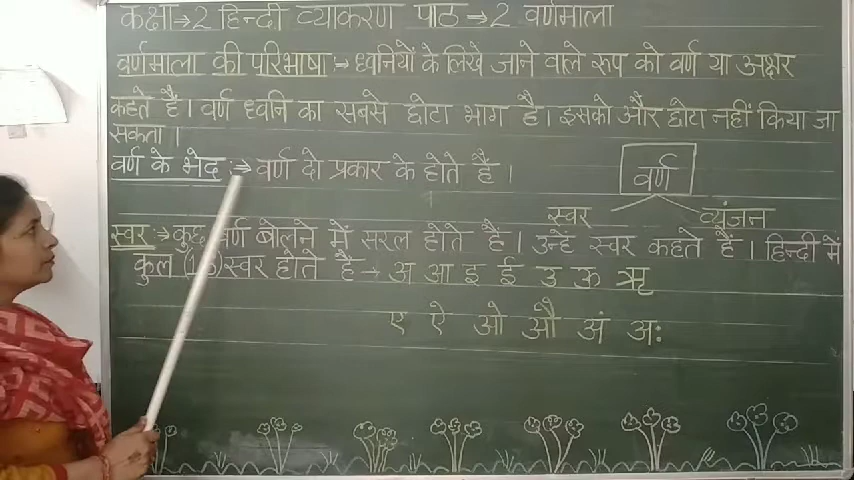 कक्षा→2 हिन्दी व्याकरण पाठ⇒2 वर्णमाला
वर्णमाला की परिभाषा :→ ध्वनियों के लिखे जाने वाले रुप को वर्ण या अक्षर
कहते हैं। वर्ण ध्वनि का सबसे छोटा भाग है। इसको और छोटा नहीं किया जा
सकता।
वर्ण के भेद :→ वर्ण दो प्रकार के होते हैं।
वर्ण
स्वर व्यंजन
स्वर :→ कुछ वर्ण बोलने में सरल होते हैं। उन्हें स्वर कहते हैं। हिन्दी में
कुल स्वर होते हैं → अ आ इ ई उ ऊ ऋ
ए ऐ ओ औ अं अः